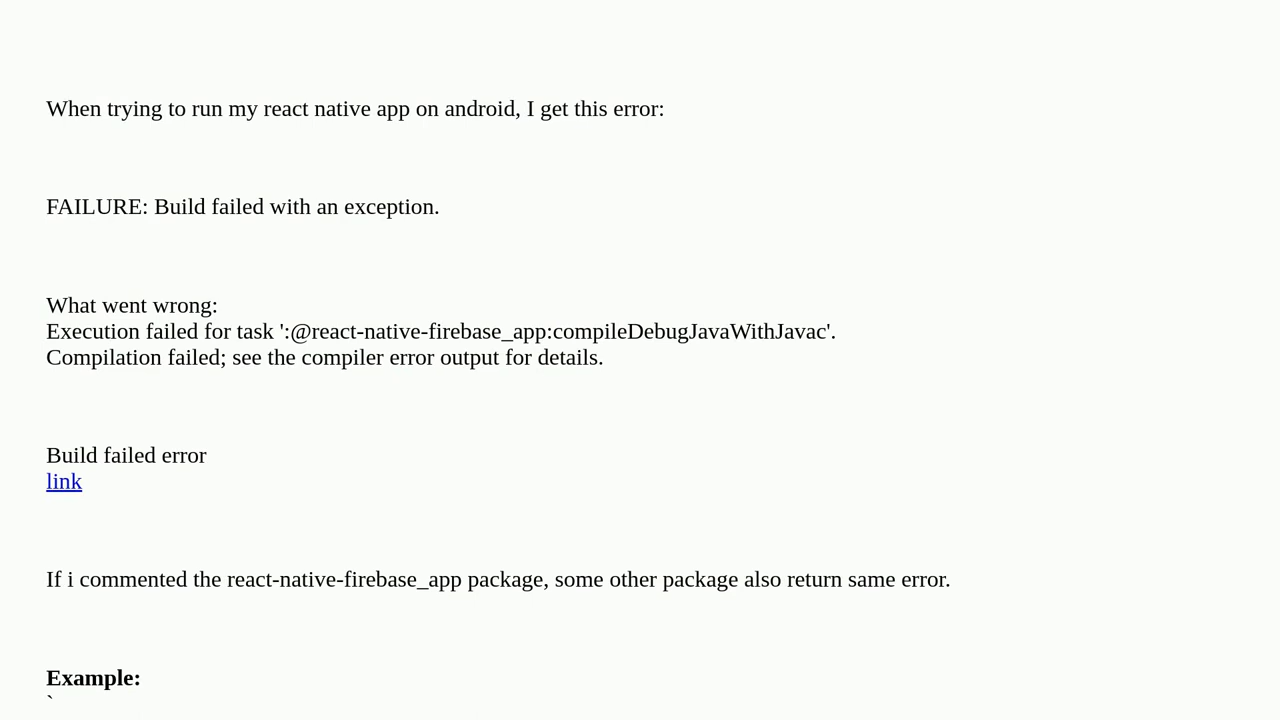 When trying to run my react native app on android, I get this error:
FAILURE: Build failed with an exception.
What went wrong:
Execution failed for task ':@react-native-firebase_app:compileDebugJavaWithJavac'.
Compilation failed; see the compiler error output for details.
Build failed error
link
If i commented the react-native-firebase_app package, some other package also return same error.
Example:
`